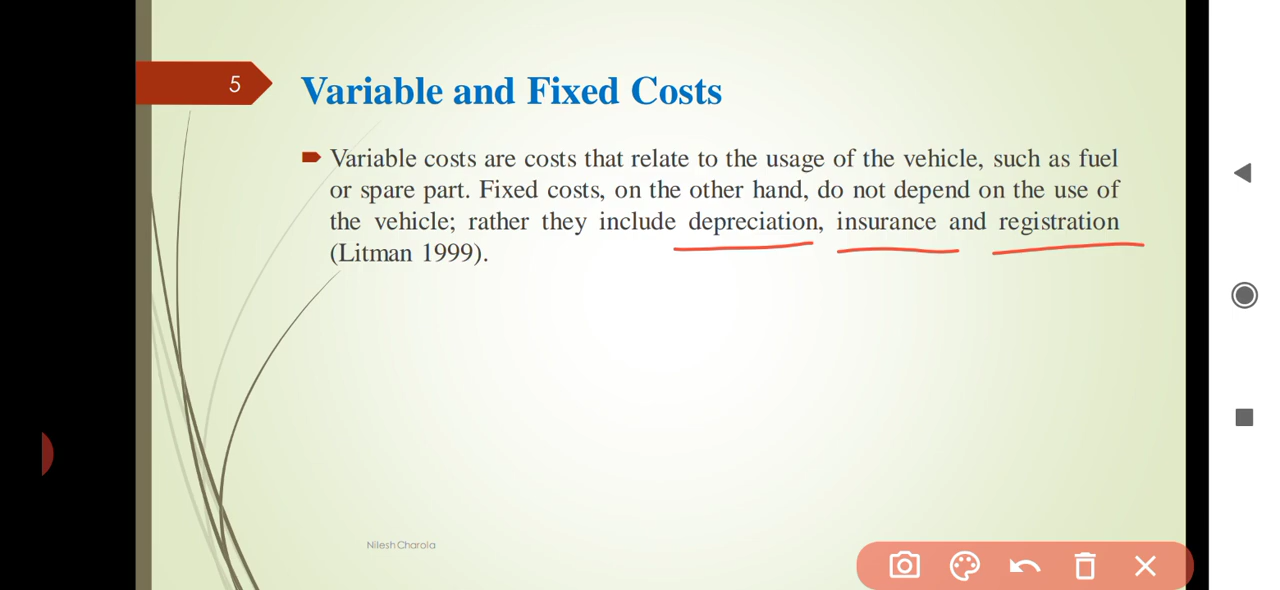 5
Variable and Fixed Costs
Variable costs are costs that relate to the usage of the vehicle, such as fuel
or spare part. Fixed costs, on the other hand, do not depend on the use of
the vehicle; rather they include depreciation, insurance and registration
(Litman 1999).
Nilesh Charola